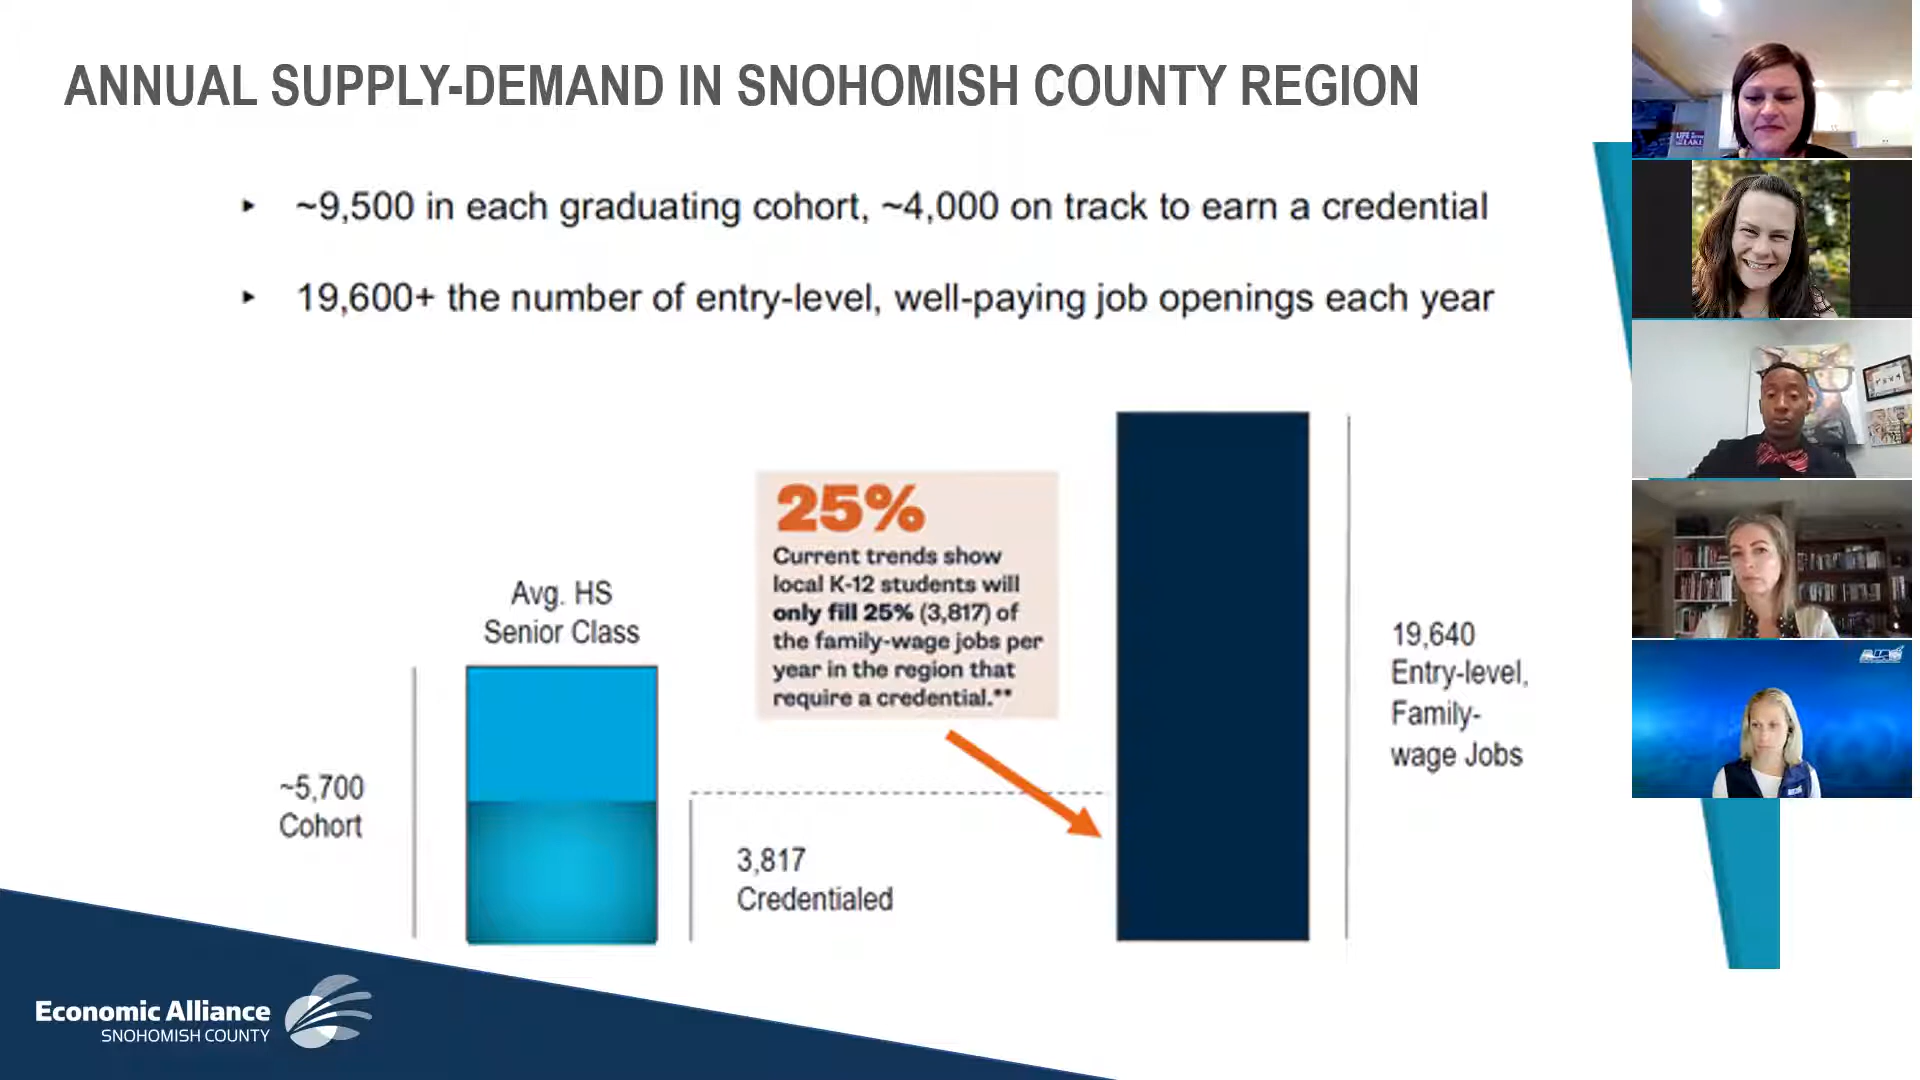 ANNUAL SUPPLY-DEMAND IN SNOHOMISH COUNTY REGION
~9,500 in each graduating cohort, ~4,000 on track to earn a credential
19,600+ the number of entry-level, well-paying job openings each year
25%
Current trends show
local K-12 students will
only fill 25% (3,817) of
the family-wage jobs per
year in the region that
require a credential.**
Avg. HS
Senior Class
~5,700
Cohort
3,817
Credentialed
19,640
Entry-level,
Family-
wage Jobs
Economic Alliance
SNOHOMISH COUNTY
LIFE
LAKE